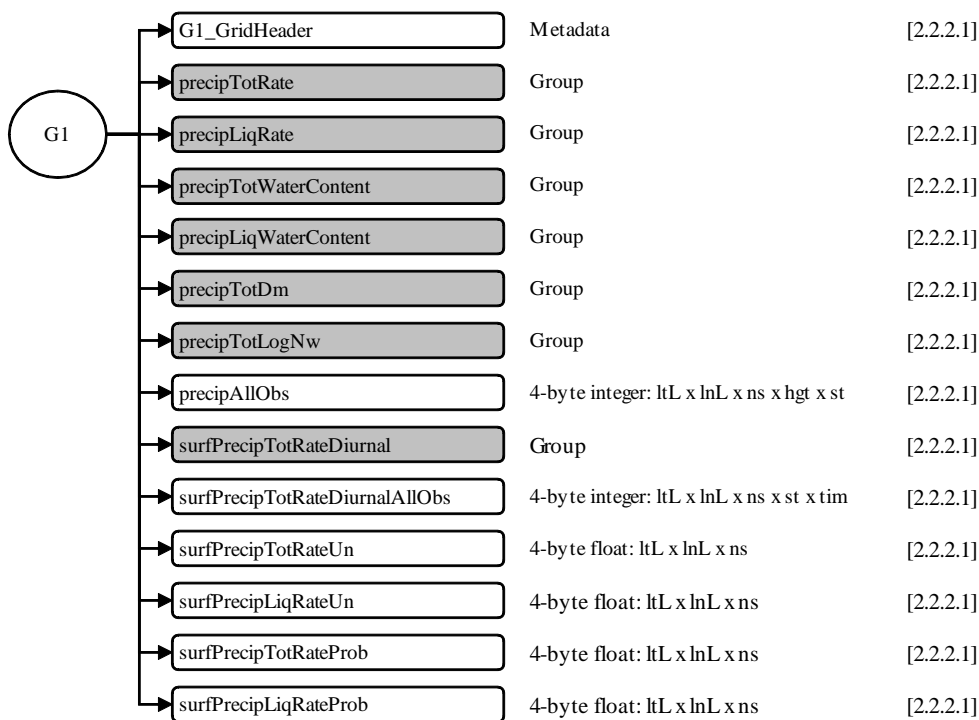 G1_GridHeader Metadata [2.2.2.1]
precipTotRate Group [2.2.2.1]
G1
precipLiqRate Group [2.2.2.1]
precipTotWaterContent Group [2.2.2.1]
precipLiqWaterContent Group [2.2.2.1]
precipTotDm Group [2.2.2.1]
precipTotLogNw Group [2.2.2.1]
precipAllObs 4-byte integer: ltL x lnL x ns x hgt x st [2.2.2.1]
surfPrecipTotRateDiurnal Group [2.2.2.1]
surfPrecipTotRateDiurnalAllObs 4-byte integer: ltL x lnL x ns x st x tim [2.2.2.1]
surfPrecipTotRateUn 4-byte float: ltL x lnL x ns [2.2.2.1]
surfPrecipLiqRateUn 4-byte float: ltL x lnL x ns [2.2.2.1]
surfPrecipTotRateProb 4-byte float: ltL x lnL x ns [2.2.2.1]
surfPrecipLiqRateProb 4-byte float: ltL x lnL x ns [2.2.2.1]